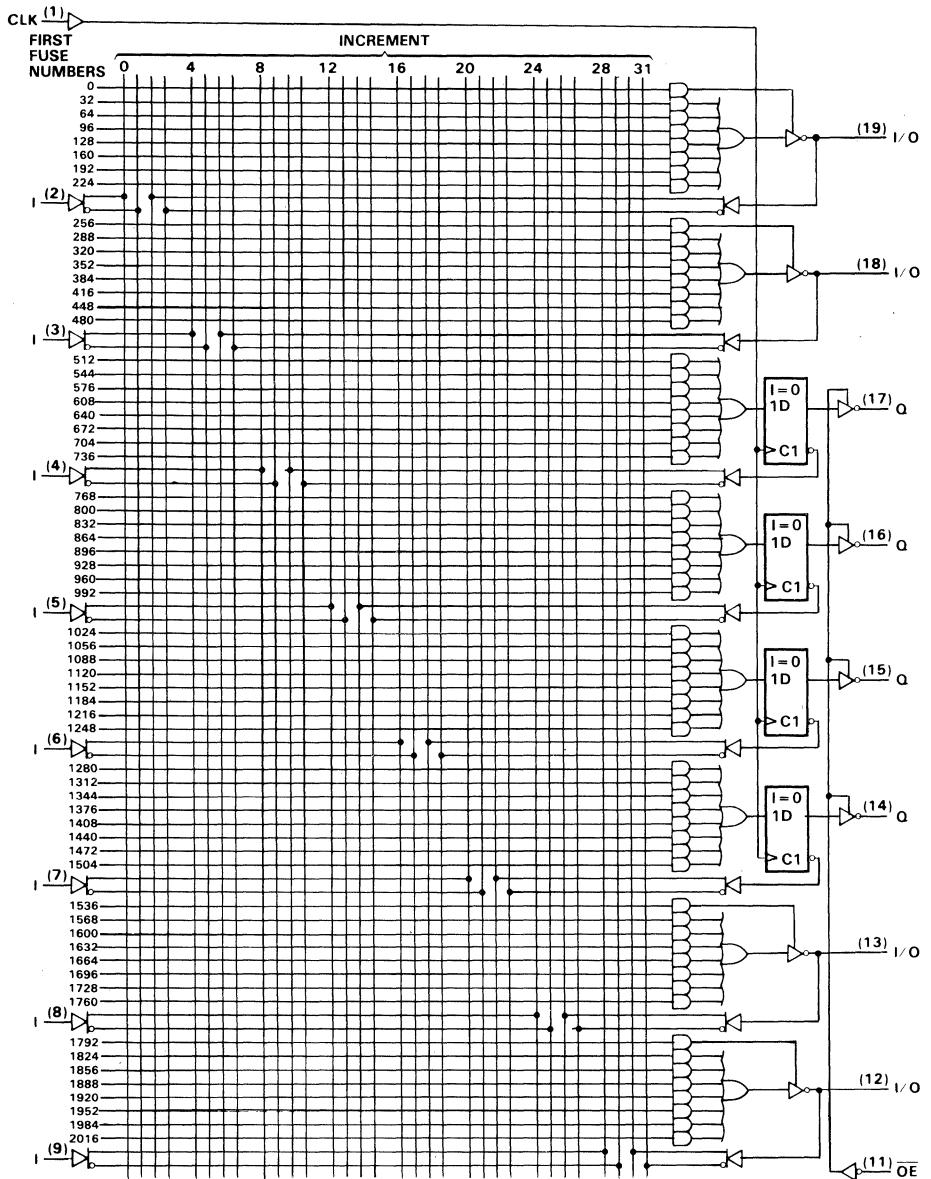 CLK (1)
FIRST
FUSE
NUMBERS
INCREMENT
0 4 8 12 16 20 24 28 31
0
32
64
96
128
160
192
224
(19) I/O
I (2)
256
288
320
352
384
416
448
480
(18) I/O
I (3)
512
544
576
608
640
672
704
736
I=0
1D
C1
(17) Q
I (4)
768
800
832
864
896
928
960
992
I=0
1D
C1
(16) Q
I (5)
1024
1056
1088
1120
1152
1184
1216
1248
I=0
1D
C1
(15) Q
I (6)
1280
1312
1344
1376
1408
1440
1472
1504
I=0
1D
C1
(14) Q
I (7)
1536
1568
1600
1632
1664
1696
1728
1760
(13) I/O
I (8)
1792
1824
1856
1888
1920
1952
1984
2016
(12) I/O
I (9)
(11) OE